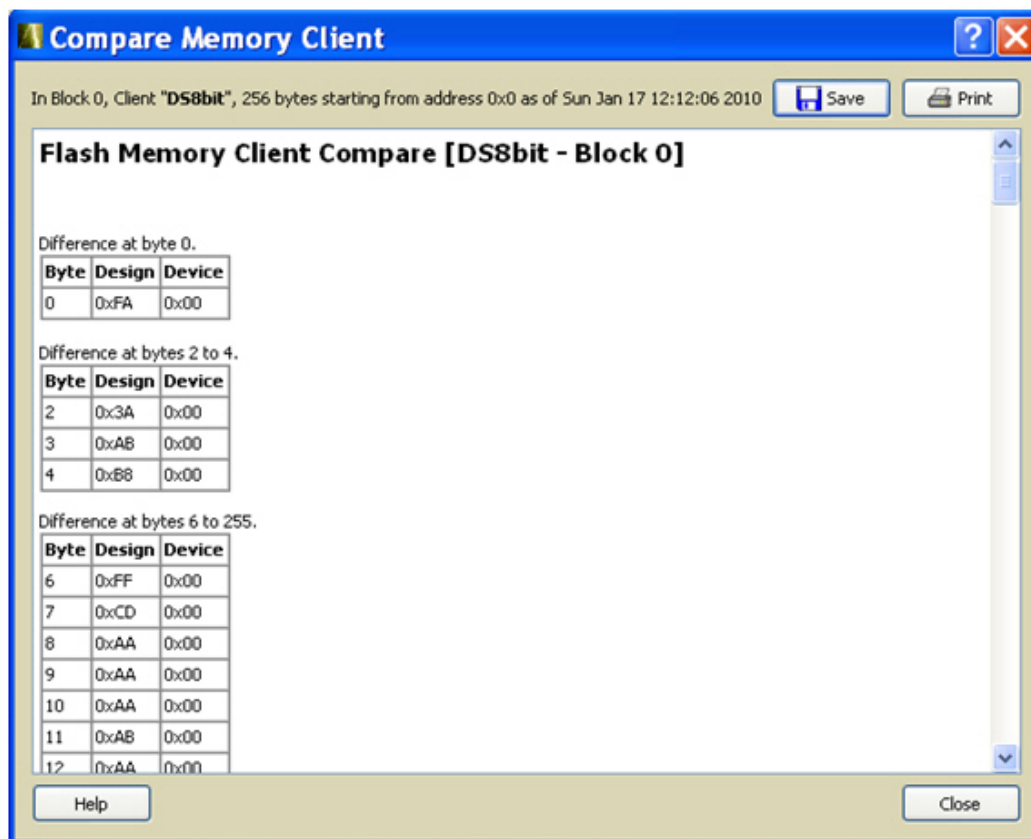 Compare Memory Client
In Block 0, Client "DS8bit", 256 bytes starting from address 0x0 as of Sun Jan 17 12:12:06 2010 Save Print
Flash Memory Client Compare [DS8bit - Block 0]
Difference at byte 0.
Byte Design Device
0 0xFA 0x00
Difference at bytes 2 to 4.
Byte Design Device
2 0x3A 0x00
3 0xAB 0x00
4 0xB8 0x00
Difference at bytes 6 to 255.
Byte Design Device
6 0xFF 0x00
7 0xCD 0x00
8 0xAA 0x00
9 0xAA 0x00
10 0xAA 0x00
11 0xAB 0x00
12 0xAA 0x00
Help Close